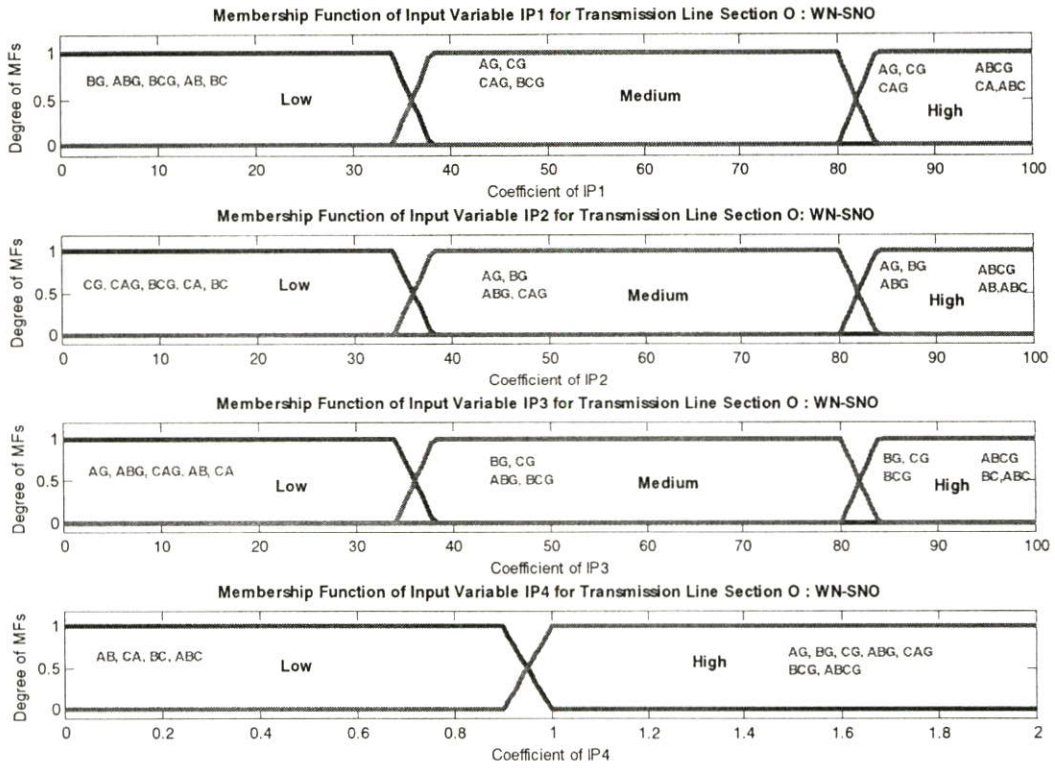 Membership Function of Input Variable IP1 for Transmission Line Section O : WN-SNO
Degree of MFs
1
0.5
0
BG, ABG, BCG, AB, BC
Low
AG, CG
CAG, BCG
Medium
AG, CG
CAG
High
ABCG
CA,ABC
0 10 20 30 40 50 60 70 80 90 100
Coefficient of IP1
Membership Function of Input Variable IP2 for Transmission Line Section O: WN-SNO
Degree of MFs
1
0.5
0
CG, CAG, BCG, CA, BC
Low
AG, BG
ABG, CAG
Medium
AG, BG
ABG
High
ABCG
AB,ABC
0 10 20 30 40 50 60 70 80 90 100
Coefficient of IP2
Membership Function of Input Variable IP3 for Transmission Line Section O : WN-SNO
Degree of MFs
1
0.5
0
AG, ABG, CAG. AB, CA
Low
BG, CG
ABG, BCG
Medium
BG, CG
BCG
High
ABCG
BC,ABC
0 10 20 30 40 50 60 70 80 90 100
Coefficient of IP3
Membership Function of Input Variable IP4 for Transmission Line Section O : WN-SNO
Degree of MFs
1
0.5
0
AB, CA, BC, ABC
Low
High
AG, BG, CG, ABG, CAG
BCG, ABCG
0 0.2 0.4 0.6 0.8 1 1.2 1.4 1.6 1.8 2
Coefficient of IP4